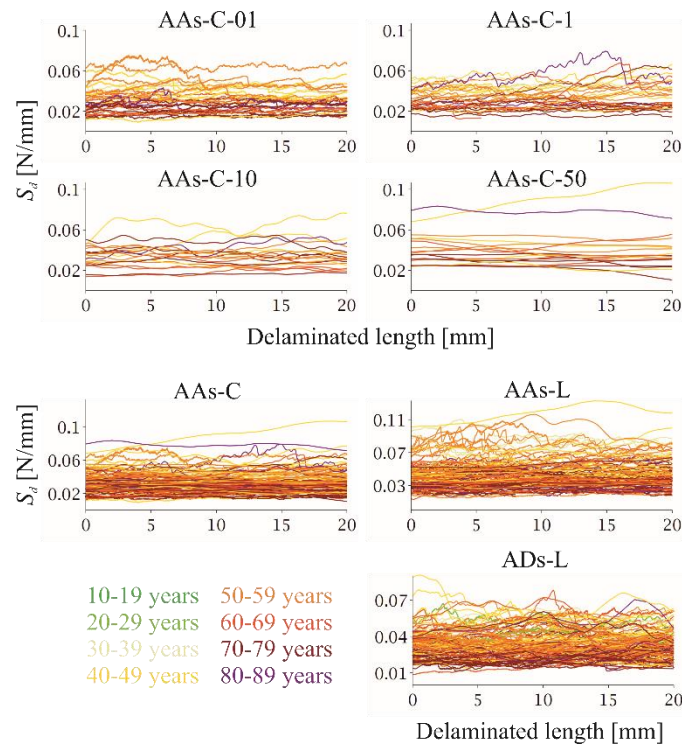 AAs-C-01 AAs-C-1
0.1 0.1
0.06 0.06
0.02 0.02
0 5 10 15 20 0 5 10 15 20
S_d [N/mm]
AAs-C-10 AAs-C-50
0.1 0.1
0.06 0.06
0.02 0.02
0 5 10 15 20 0 5 10 15 20
Delaminated length [mm]
AAs-C AAs-L
0.1 0.11
0.06 0.07
0.02 0.03
0 5 10 15 20 0 5 10 15 20
S_d [N/mm]
ADs-L
10-19 years 50-59 years 0.07
20-29 years 60-69 years 0.04
30-39 years 70-79 years
40-49 years 80-89 years 0.01
0 5 10 15 20
Delaminated length [mm]